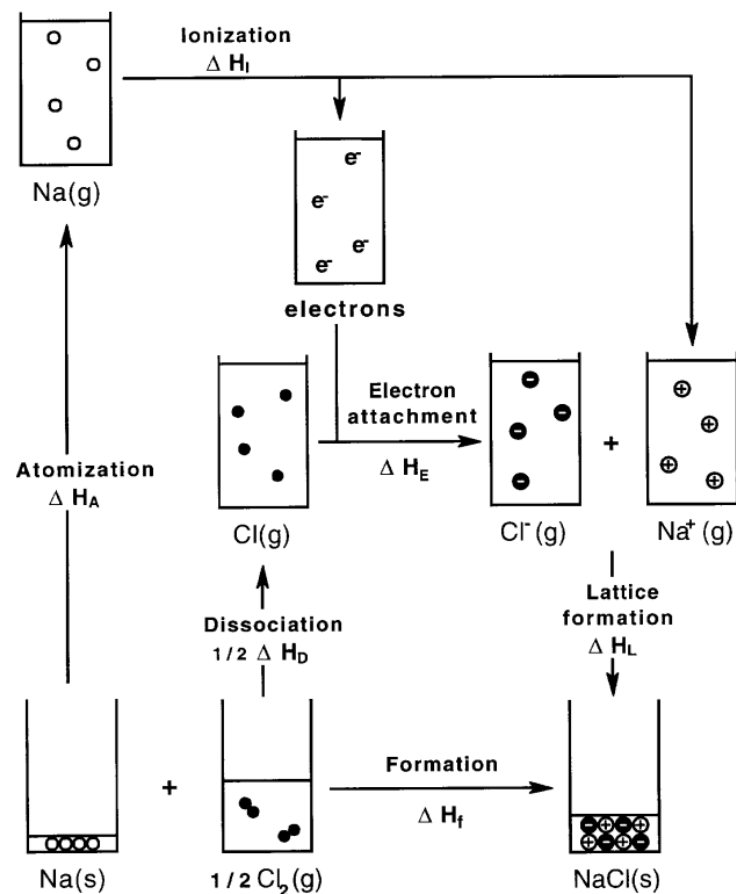 Ionization
Δ H_I
Na(g)
e⁻
e⁻
e⁻
e⁻
electrons
Electron
attachment
Δ H_E
+
Atomization
Δ H_A
Cl(g)
Cl⁻(g)
Na⁺(g)
Dissociation
1/2 Δ H_D
Lattice
formation
Δ H_L
+
Formation
Δ H_f
Na(s)
1/2 Cl₂(g)
NaCl(s)